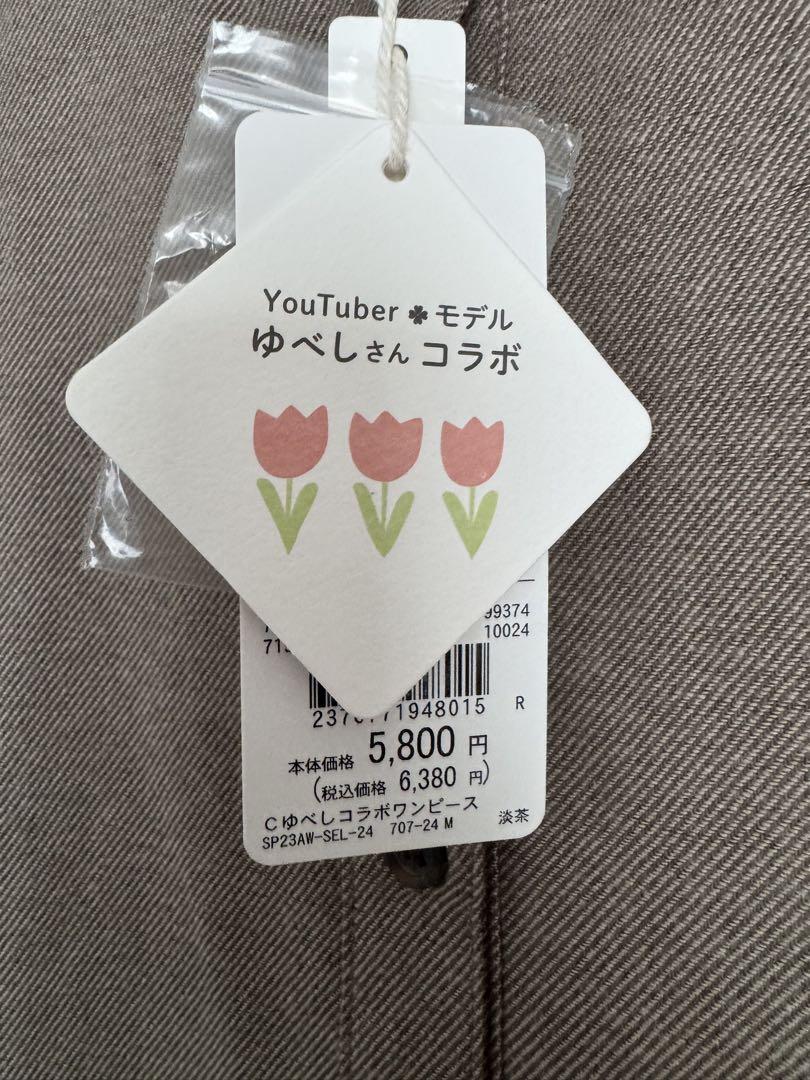 YouTuber ☘ モデル
ゆべしさん コラボ
99374
10024
71948015 R
本体価格 5,800 円
(税込価格 6,380 円)
Cゆべしコラボワンピース
SP23AW-SEL-24 707-24 M 淡茶